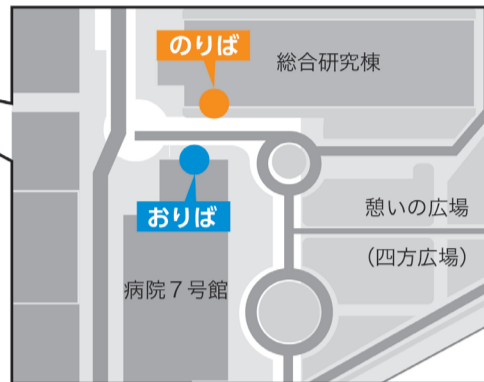 のりば
総合研究棟
おりば
憩いの広場
(四方広場)
病院7号館